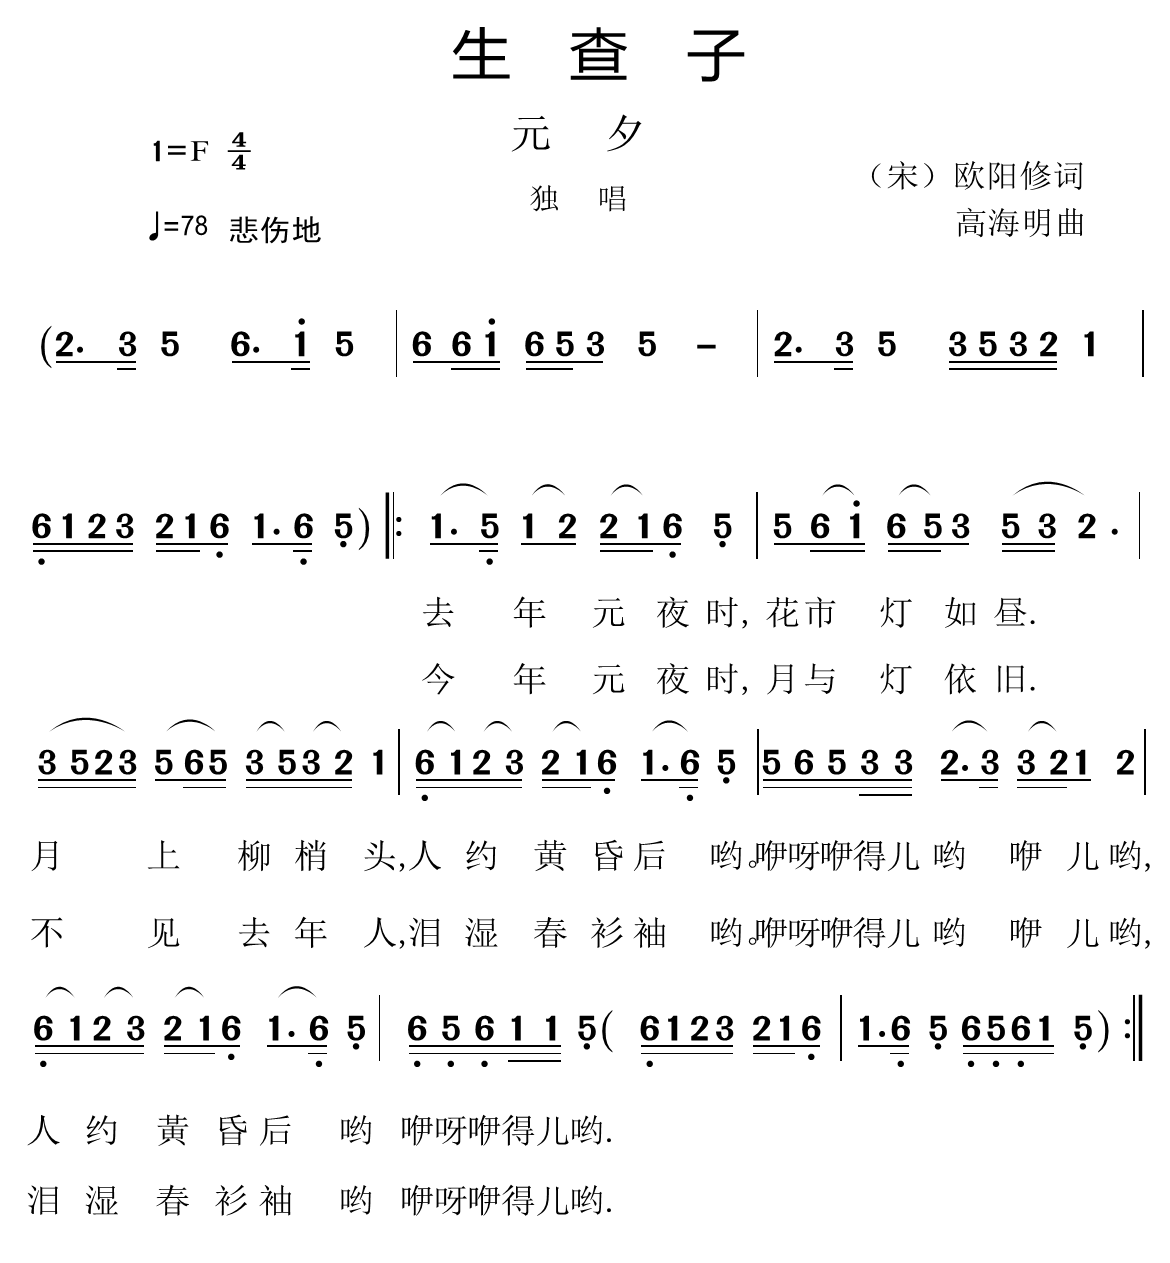 生 查 子
元 夕
1=F 4/4
（宋）欧阳修词
独 唱
高海明曲
♩=78 悲伤地
(2. 3 5 6. 1 5 | 6 6 1 6 5 3 5 – | 2. 3 5 3 5 3 2 1 |
6 1 2 3 2 1 6 1. 6 5 ) ‖: 1. 5 1 2 2 1 6 5 | 5 6 1 6 5 3 5 3 2 . |
去 年 元 夜 时, 花 市 灯 如 昼.
今 年 元 夜 时, 月 与 灯 依 旧.
3 5 2 3 5 6 5 3 5 3 2 1 | 6 1 2 3 2 1 6 1. 6 5 | 5 6 5 3 3 2. 3 3 2 1 2 |
月 上 柳 梢 头,人 约 黄 昏 后 哟。咿呀咿得儿 哟 咿 儿 哟,
不 见 去 年 人,泪 湿 春 衫 袖 哟。咿呀咿得儿 哟 咿 儿 哟,
6 1 2 3 2 1 6 1. 6 5 | 6 5 6 1 1 5 ( 6 1 2 3 2 1 6 | 1. 6 5 6 5 6 1 5 ) :‖
人 约 黄 昏 后 哟 咿呀咿得儿哟.
泪 湿 春 衫 袖 哟 咿呀咿得儿哟.